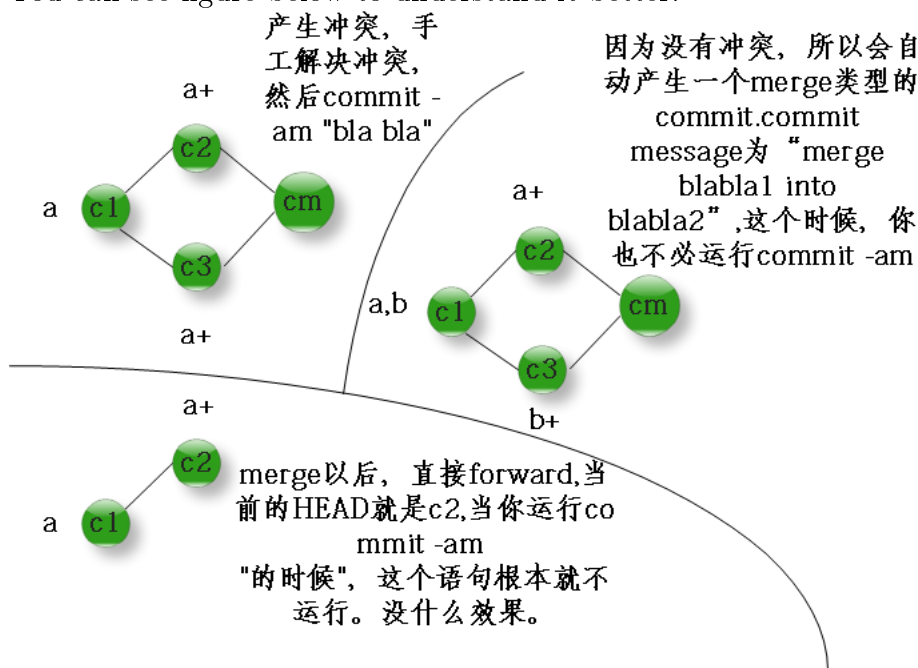 You can see figure below to understand it better.
产生冲突，手
工解决冲突，
然后commit -
am "bla bla"
a+
c2
a
c1
cm
c3
a+
因为没有冲突，所以会自
动产生一个merge类型的
commit.commit
message为“merge
blabla1 into
blabla2”,这个时候，你
也不必运行commit -am
a+
c2
a,b
c1
cm
c3
b+
a+
c2
a
c1
merge以后，直接forward,当
前的HEAD就是c2,当你运行co
mmit -am
"的时候"，这个语句根本就不
运行。没什么效果。